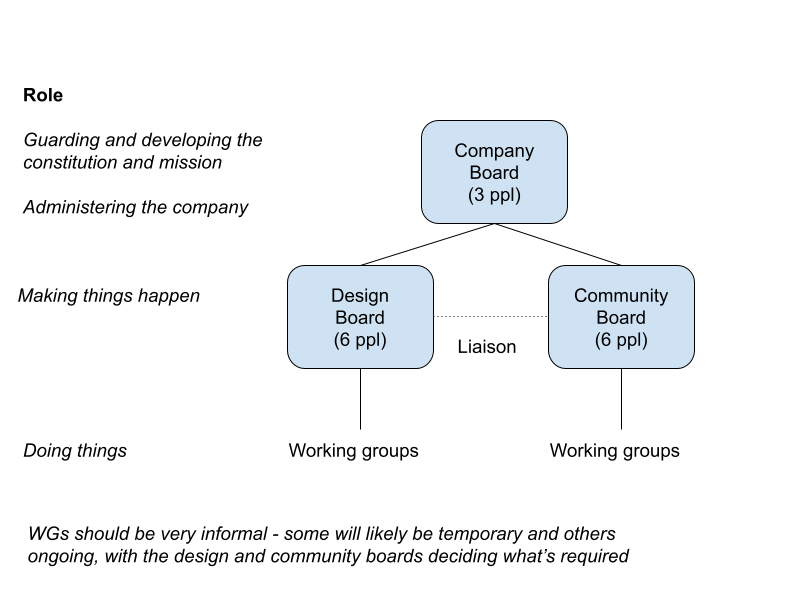 Role
Guarding and developing the
constitution and mission
Administering the company
Company
Board
(3 ppl)
Making things happen
Design
Board
(6 ppl)
Liaison
Community
Board
(6 ppl)
Doing things
Working groups
Working groups
WGs should be very informal - some will likely be temporary and others
ongoing, with the design and community boards deciding what’s required